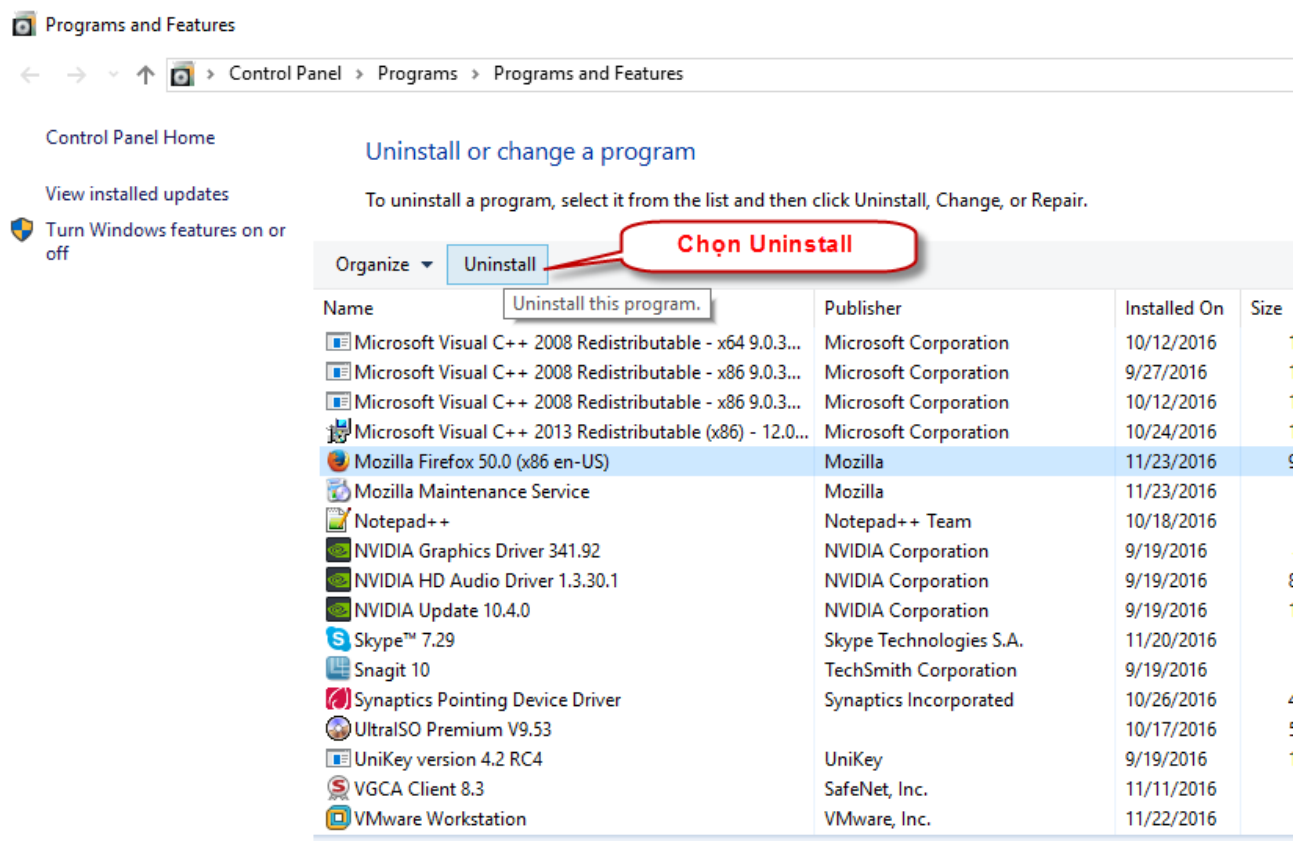 Programs and Features
Control Panel > Programs > Programs and Features
Control Panel Home
View installed updates
Turn Windows features on or
off
Uninstall or change a program
To uninstall a program, select it from the list and then click Uninstall, Change, or Repair.
Chọn Uninstall
Organize Uninstall
Uninstall this program.
Name Publisher Installed On Size
Microsoft Visual C++ 2008 Redistributable - x64 9.0.3... Microsoft Corporation 10/12/2016
Microsoft Visual C++ 2008 Redistributable - x86 9.0.3... Microsoft Corporation 9/27/2016
Microsoft Visual C++ 2008 Redistributable - x86 9.0.3... Microsoft Corporation 10/12/2016
Microsoft Visual C++ 2013 Redistributable (x86) - 12.0... Microsoft Corporation 10/24/2016
Mozilla Firefox 50.0 (x86 en-US) Mozilla 11/23/2016
Mozilla Maintenance Service Mozilla 11/23/2016
Notepad++ Notepad++ Team 10/18/2016
NVIDIA Graphics Driver 341.92 NVIDIA Corporation 9/19/2016
NVIDIA HD Audio Driver 1.3.30.1 NVIDIA Corporation 9/19/2016
NVIDIA Update 10.4.0 NVIDIA Corporation 9/19/2016
Skype™ 7.29 Skype Technologies S.A. 11/20/2016
Snagit 10 TechSmith Corporation 9/19/2016
Synaptics Pointing Device Driver Synaptics Incorporated 10/26/2016
UltraISO Premium V9.53 10/17/2016
UniKey version 4.2 RC4 UniKey 9/19/2016
VGCA Client 8.3 SafeNet, Inc. 11/11/2016
VMware Workstation VMware, Inc. 11/22/2016